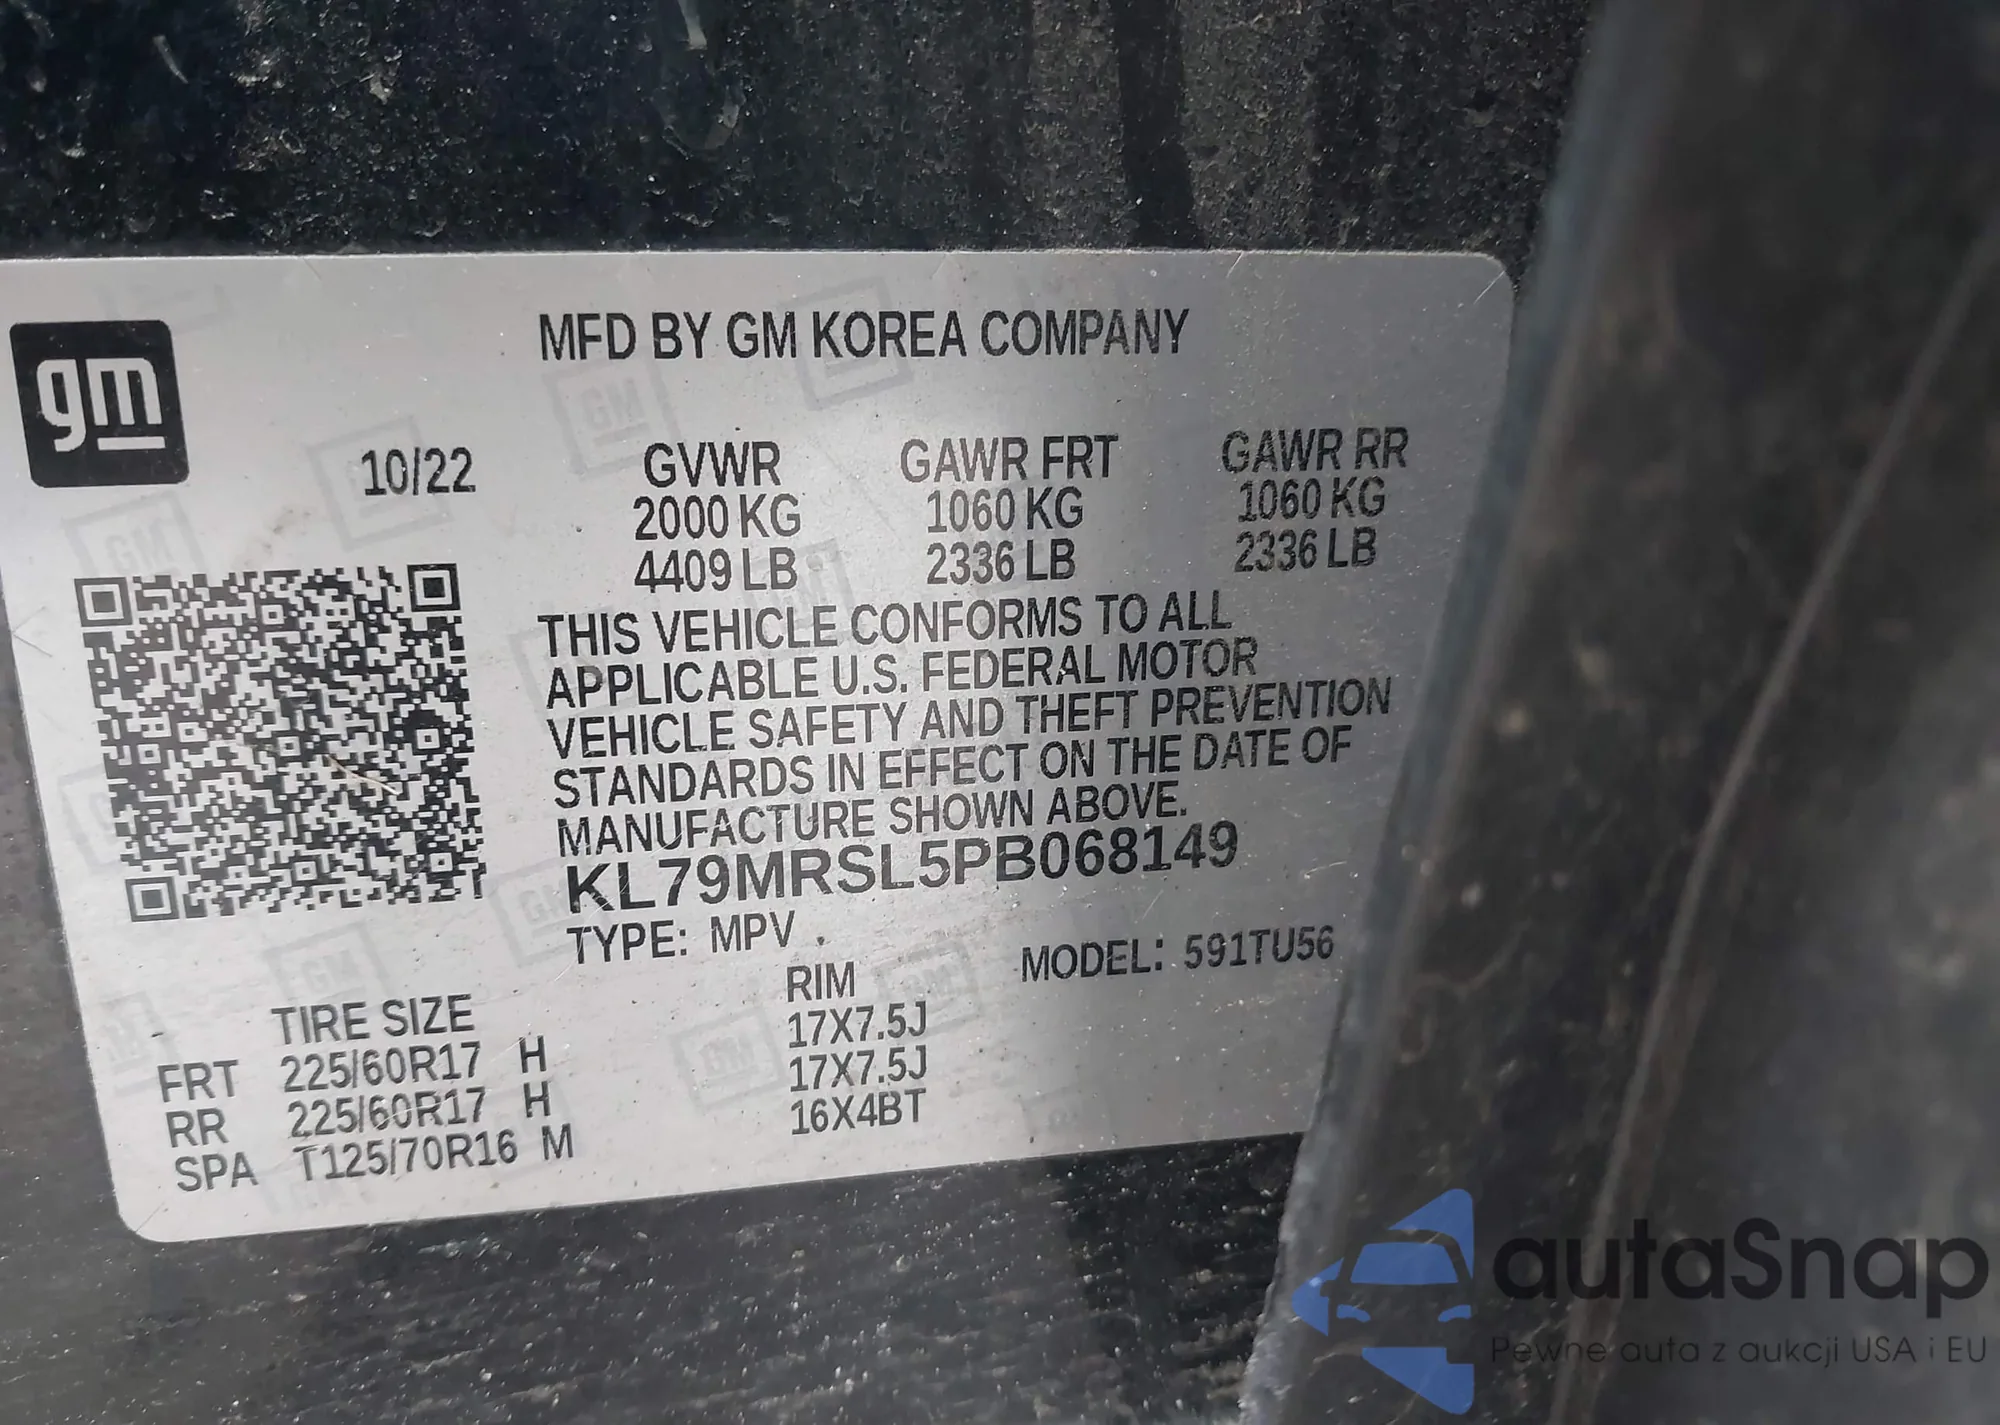 gm
MFD BY GM KOREA COMPANY
10/22
GVWR GAWR FRT GAWR RR
2000 KG 1060 KG 1060 KG
4409 LB 2336 LB 2336 LB
THIS VEHICLE CONFORMS TO ALL
APPLICABLE U.S. FEDERAL MOTOR
VEHICLE SAFETY AND THEFT PREVENTION
STANDARDS IN EFFECT ON THE DATE OF
MANUFACTURE SHOWN ABOVE.
KL79MRSL5PB068149
TYPE: MPV MODEL: 591TU56
TIRE SIZE RIM
FRT 225/60R17 H 17X7.5J
RR 225/60R17 H 17X7.5J
SPA T125/70R16 M 16X4BT
autaSnap
Pewne auta z aukcji USA i EU